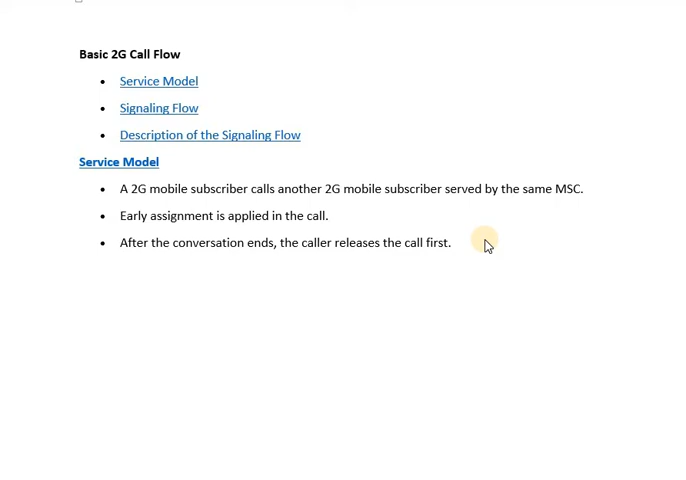 Basic 2G Call Flow
• Service Model
• Signaling Flow
• Description of the Signaling Flow
Service Model
• A 2G mobile subscriber calls another 2G mobile subscriber served by the same MSC.
• Early assignment is applied in the call.
• After the conversation ends, the caller releases the call first.